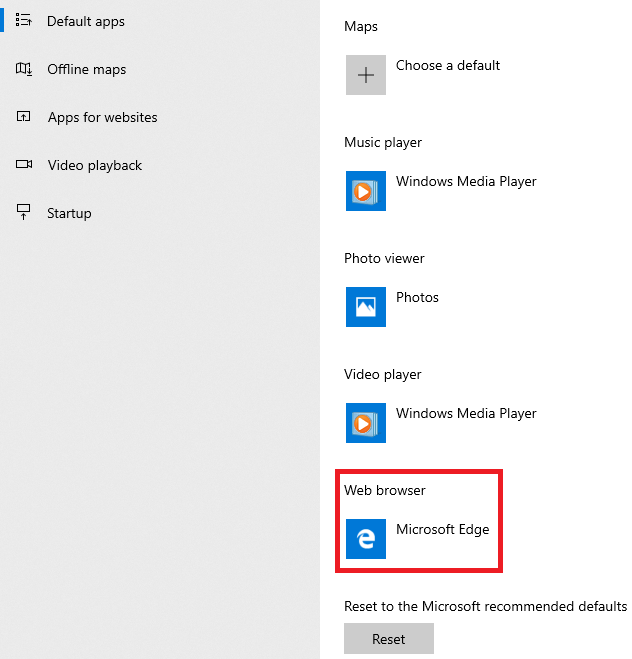 Default apps
Offline maps
Apps for websites
Video playback
Startup
Maps
Choose a default
Music player
Windows Media Player
Photo viewer
Photos
Video player
Windows Media Player
Web browser
Microsoft Edge
Reset to the Microsoft recommended defaults
Reset